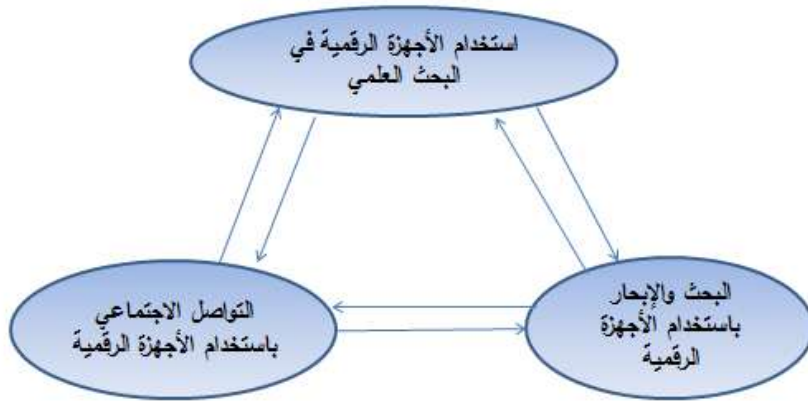 استخدام الأجهزة الرقمية في
البحث العلمي
البحث والإبحار
باستخدام الأجهزة
الرقمية
التواصل الاجتماعي
باستخدام الأجهزة الرقمية